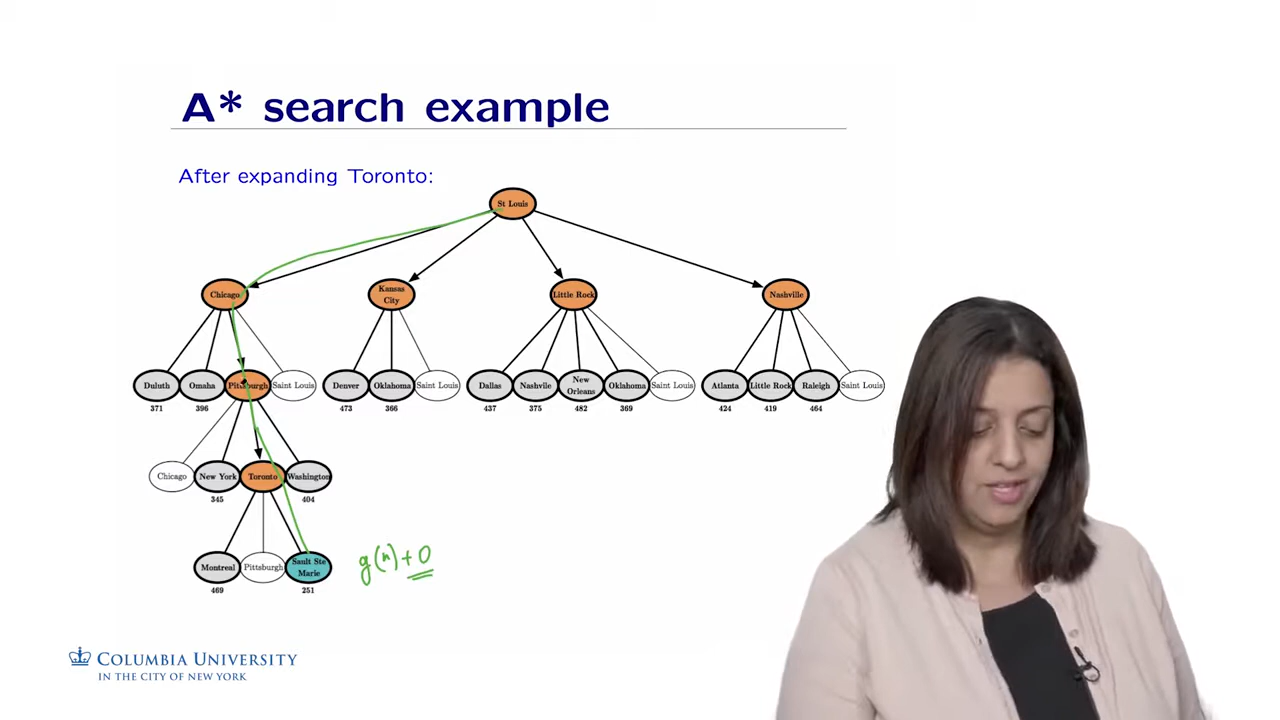 A* search example
After expanding Toronto:
St Louis
Chicago
Kansas
City
Little Rock
Nashville
Duluth
Omaha
Pittsburgh
Saint Louis
Denver
Oklahoma
Saint Louis
Dallas
Nashvile
New
Orleans
Oklahoma
Saint Louis
Atlanta
Little Rock
Raleigh
Saint Louis
371
396
473
366
437
375
482
369
424
419
464
Chicago
New York
Toronto
Washington
345
404
Montreal
Pittsburgh
Sault Ste
Marie
g(n)+0
469
251
COLUMBIA UNIVERSITY
IN THE CITY OF NEW YORK